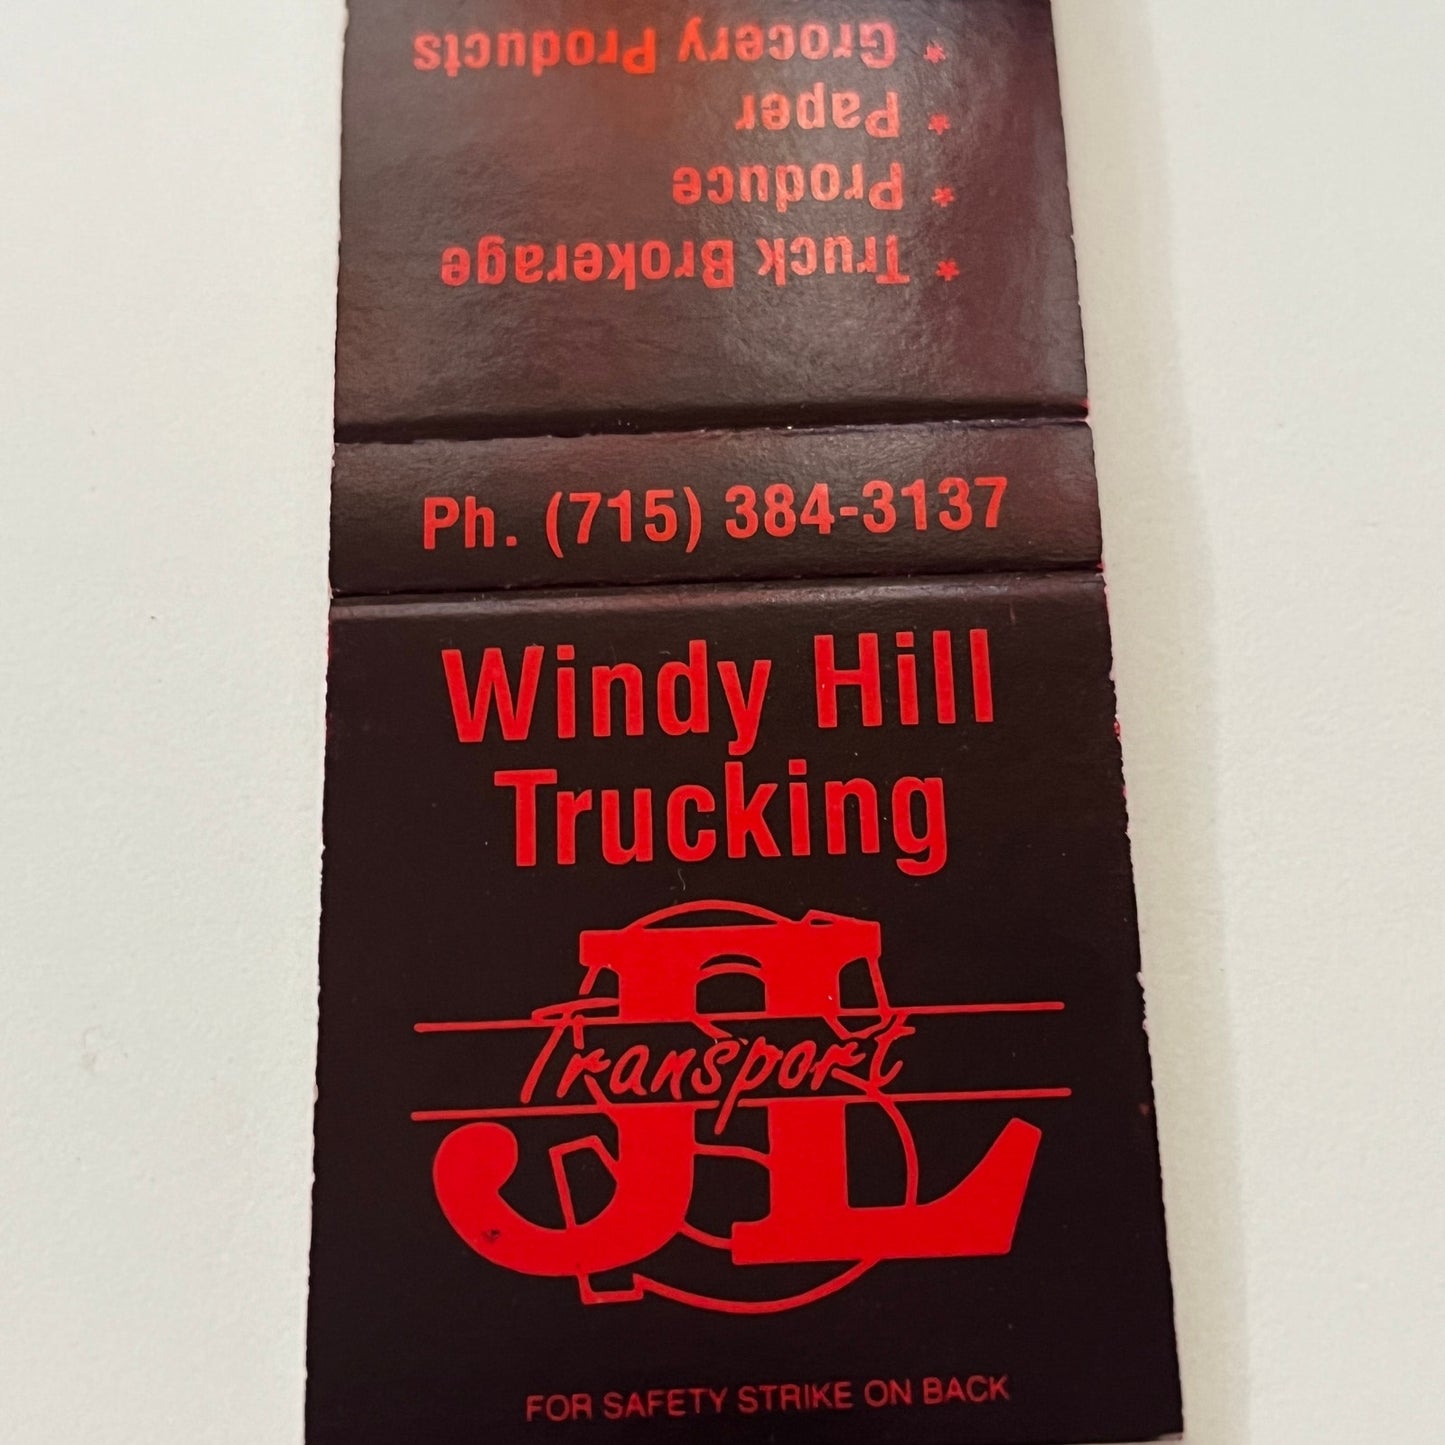 * Truck Brokerage
* Produce
* Paper
* Grocery Products
Ph. (715) 384-3137
Windy Hill
Trucking
JSL
Transport
FOR SAFETY STRIKE ON BACK